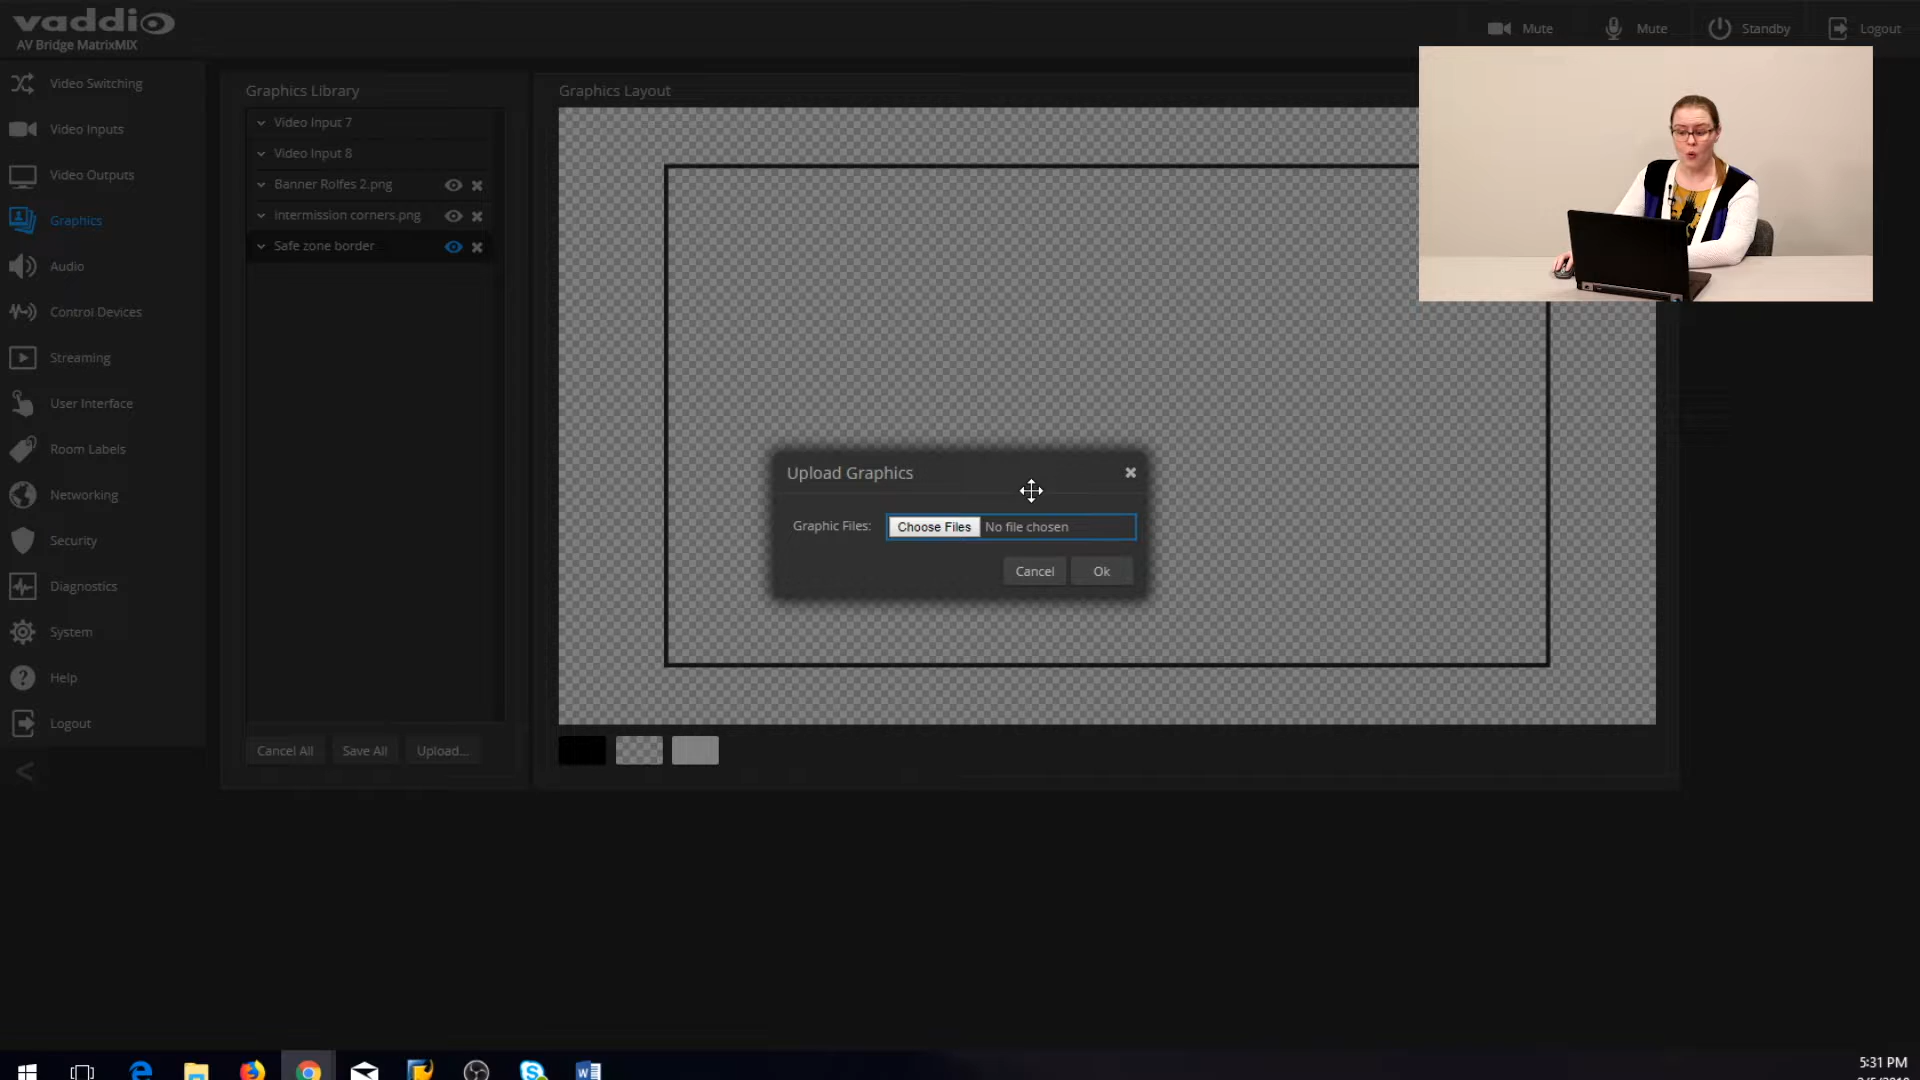 vaddio
AV Bridge MatrixMIX
Mute
Mute
Standby
Logout
Video Switching
Video Inputs
Video Outputs
Graphics
Audio
Control Devices
Streaming
User Interface
Room Labels
Networking
Security
Diagnostics
System
Help
Logout
Graphics Library
Video Input 7
Video Input 8
Banner Rolfes 2.png
intermission corners.png
Safe zone border
Cancel All
Save All
Upload...
Graphics Layout
Upload Graphics
Graphic Files:
Choose Files
No file chosen
Cancel
Ok
5:31 PM